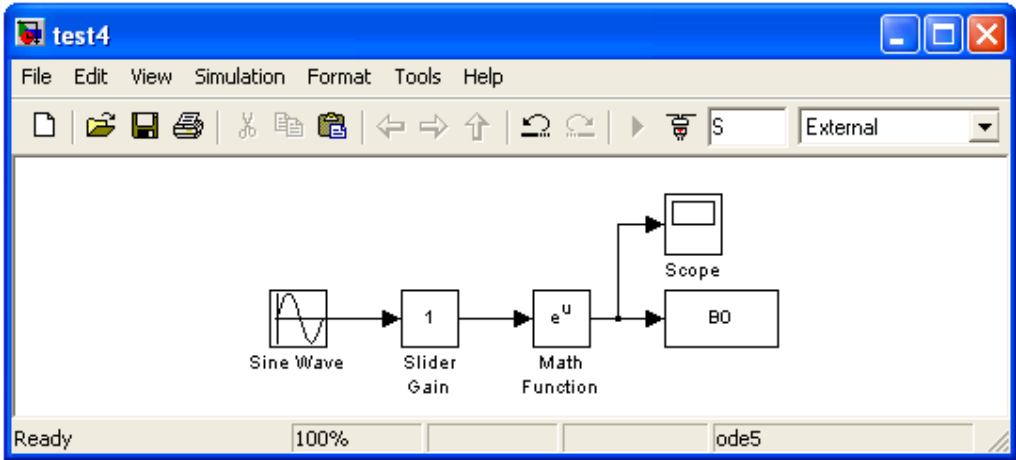 test4
File Edit View Simulation Format Tools Help
S External
Scope
1 eu B0
Sine Wave Slider Math
Gain Function
Ready 100% ode5